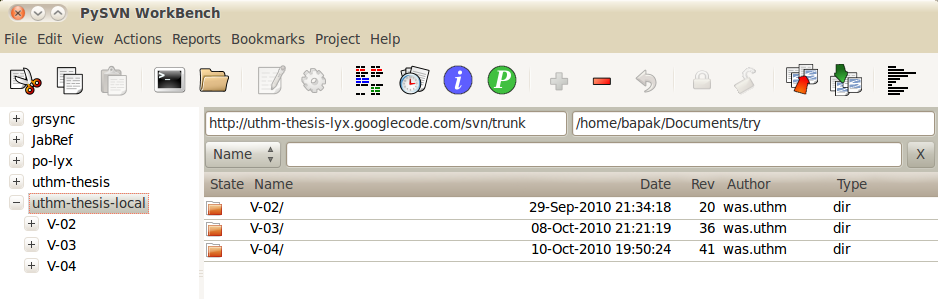 PySVN WorkBench
File Edit View Actions Reports Bookmarks Project Help
i P
grsync
JabRef
po-lyx
uthm-thesis
uthm-thesis-local
V-02
V-03
V-04
http://uthm-thesis-lyx.googlecode.com/svn/trunk /home/bapak/Documents/try
Name X
State Name Date Rev Author Type
V-02/ 29-Sep-2010 21:34:18 20 was.uthm dir
V-03/ 08-Oct-2010 21:21:19 36 was.uthm dir
V-04/ 10-Oct-2010 19:50:24 41 was.uthm dir